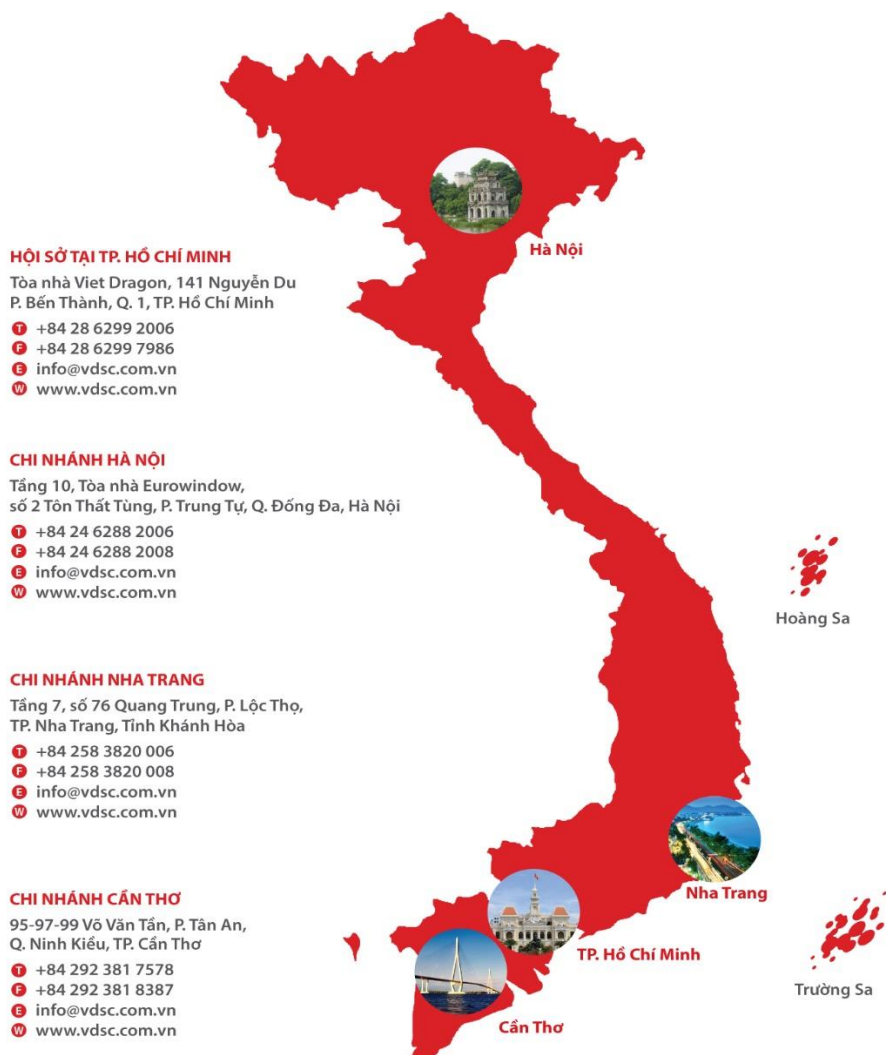 HỘI SỞ TẠI TP. HỒ CHÍ MINH
Tòa nhà Viet Dragon, 141 Nguyễn Du
P. Bến Thành, Q. 1, TP. Hồ Chí Minh
T +84 28 6299 2006
F +84 28 6299 7986
E info@vdsc.com.vn
W www.vdsc.com.vn
CHI NHÁNH HÀ NỘI
Tầng 10, Tòa nhà Eurowindow,
số 2 Tôn Thất Tùng, P. Trung Tự, Q. Đống Đa, Hà Nội
T +84 24 6288 2006
F +84 24 6288 2008
E info@vdsc.com.vn
W www.vdsc.com.vn
CHI NHÁNH NHA TRANG
Tầng 7, số 76 Quang Trung, P. Lộc Thọ,
TP. Nha Trang, Tỉnh Khánh Hòa
T +84 258 3820 006
F +84 258 3820 008
E info@vdsc.com.vn
W www.vdsc.com.vn
CHI NHÁNH CẦN THƠ
95-97-99 Võ Văn Tần, P. Tân An,
Q. Ninh Kiều, TP. Cần Thơ
T +84 292 381 7578
F +84 292 381 8387
E info@vdsc.com.vn
W www.vdsc.com.vn
Hà Nội
Hoàng Sa
Nha Trang
TP. Hồ Chí Minh
Trường Sa
Cần Thơ